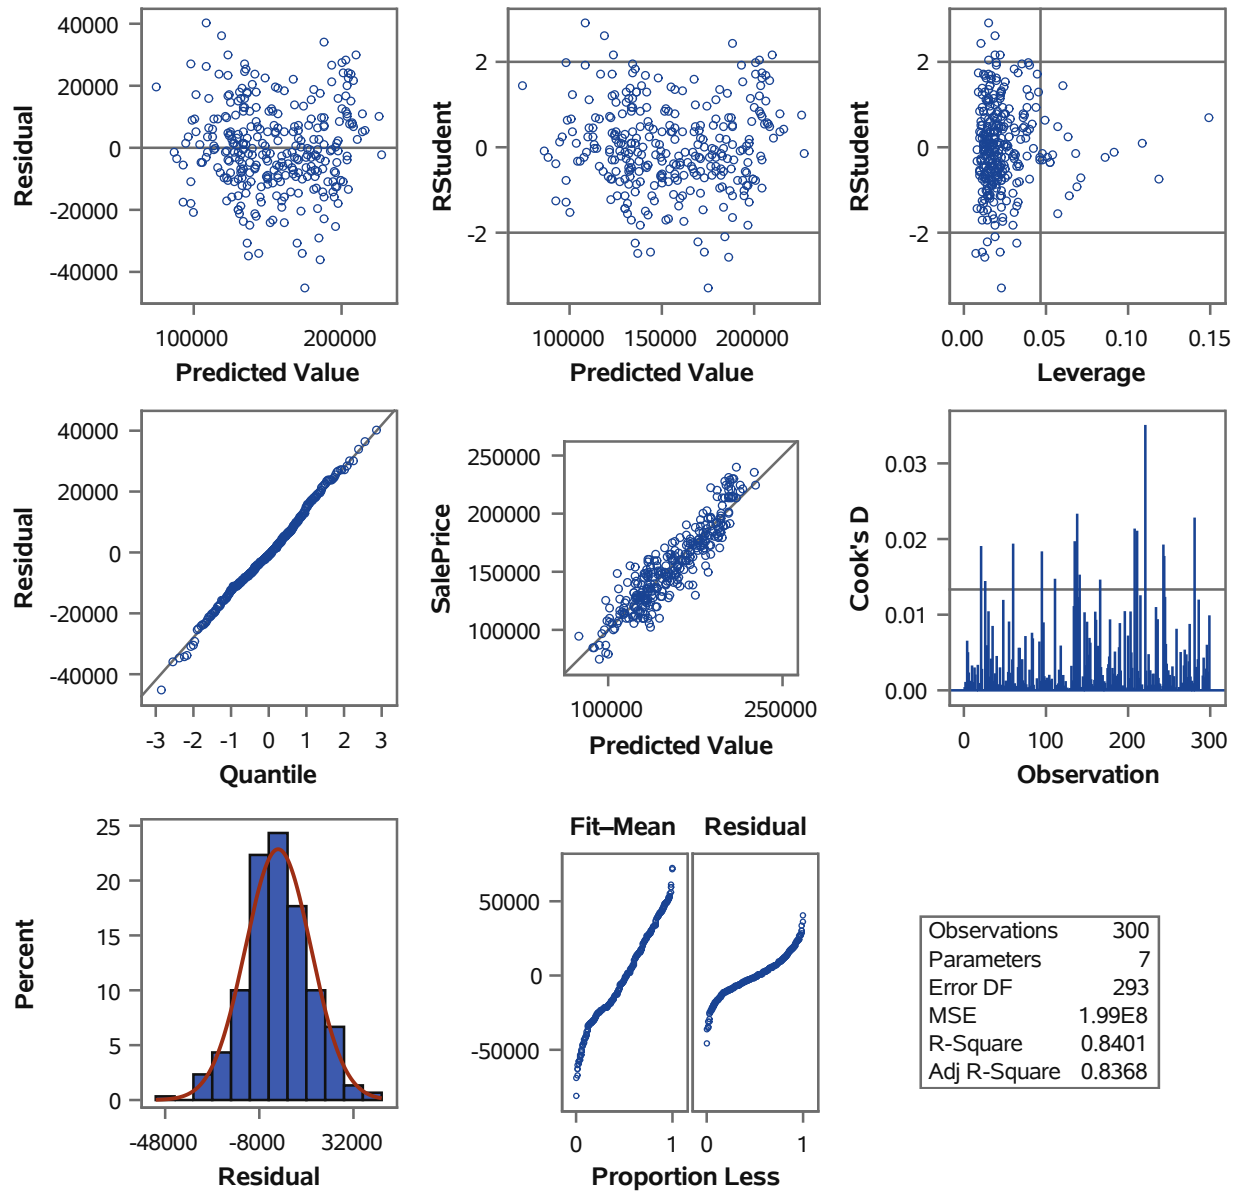 40000
20000
0
-20000
-40000
Residual
100000 200000
Predicted Value
2
0
-2
RStudent
100000 150000 200000
Predicted Value
2
0
-2
RStudent
0.00 0.05 0.10 0.15
Leverage
40000
20000
0
-20000
-40000
Residual
-3 -2 -1 0 1 2 3
Quantile
250000
200000
150000
100000
SalePrice
100000 250000
Predicted Value
0.03
0.02
0.01
0.00
Cook's D
0 100 200 300
Observation
25
20
15
10
5
0
Percent
-48000 -8000 32000
Residual
Fit–Mean Residual
50000
0
-50000
0 1 0 1
Proportion Less
Observations 300
Parameters 7
Error DF 293
MSE 1.99E8
R-Square 0.8401
Adj R-Square 0.8368